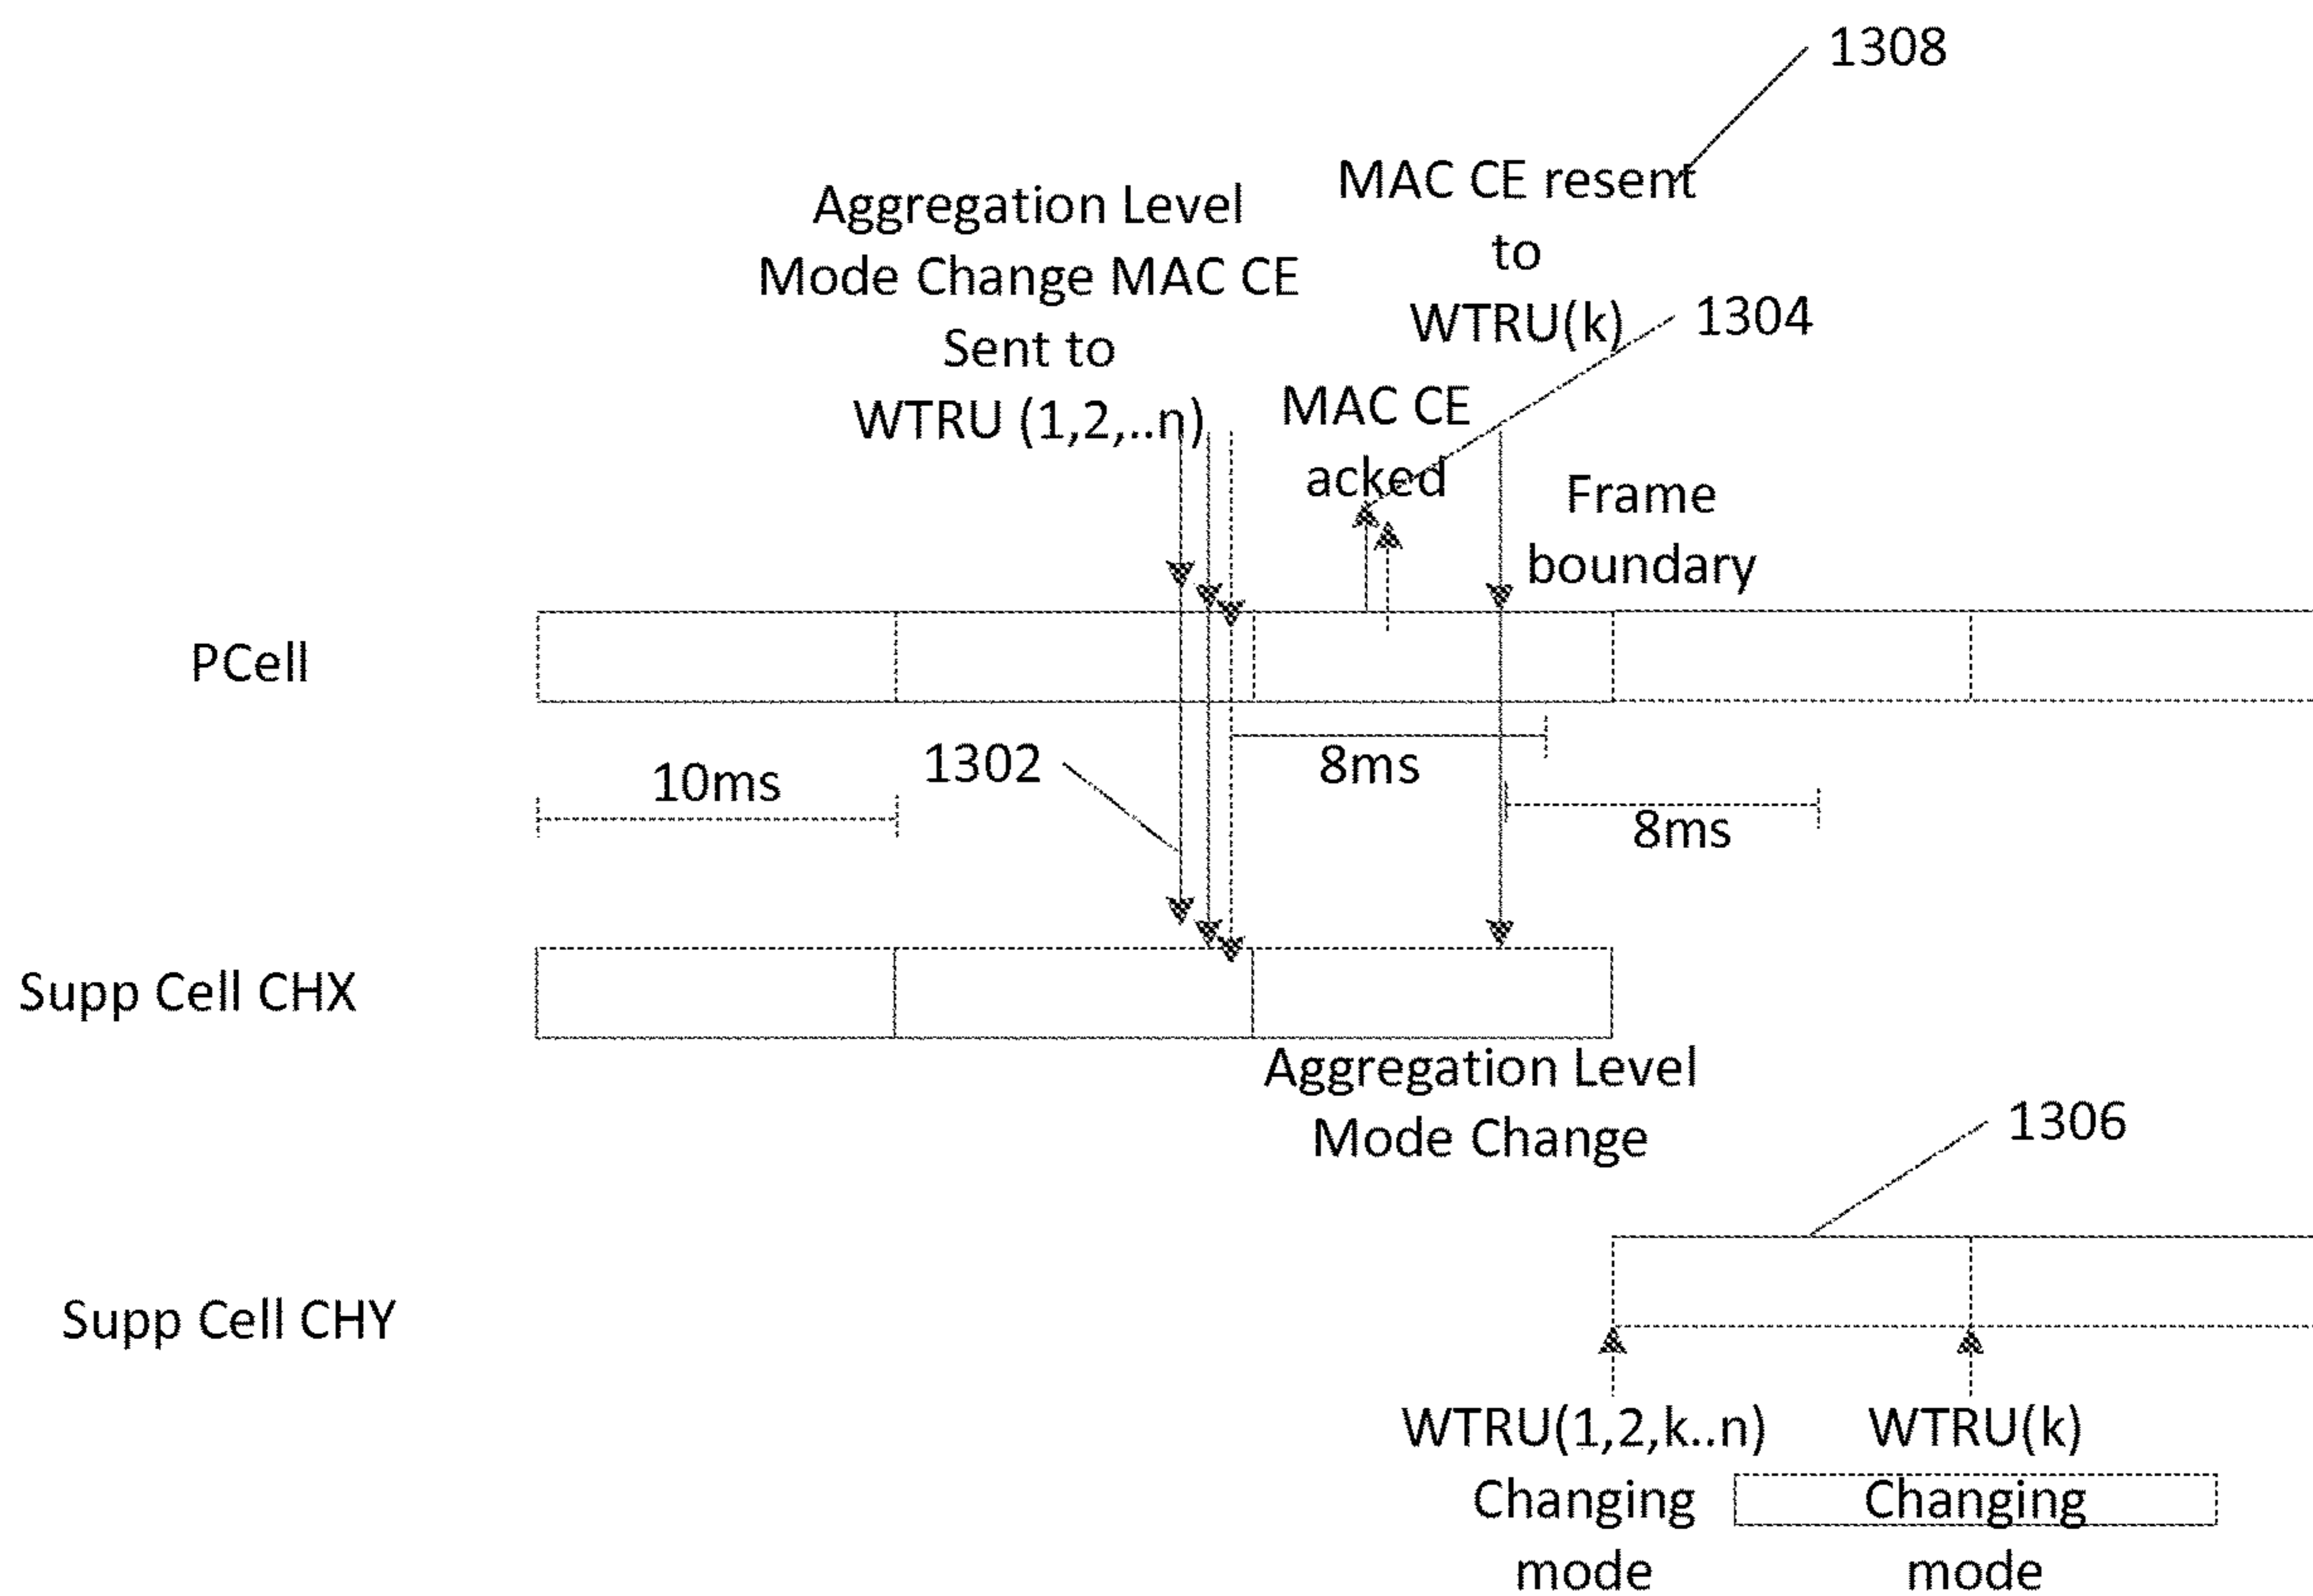 1308
MAC CE resent
to
WTRU(k)
Aggregation Level
Mode Change MAC CE
Sent to
WTRU (1,2,..n)
1304
MAC CE
acked
Frame
boundary
PCell
10ms
1302
8ms
8ms
Supp Cell CHX
Aggregation Level
Mode Change
1306
Supp Cell CHY
WTRU(1,2,k..n)
Changing
mode
WTRU(k)
Changing
mode